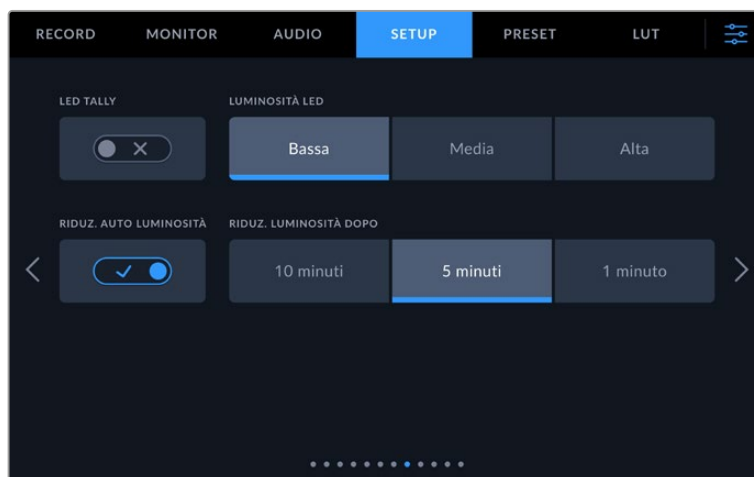 RECORD MONITOR AUDIO SETUP PRESET LUT
LED TALLY LUMINOSITÀ LED
Bassa Media Alta
RIDUZ. AUTO LUMINOSITÀ RIDUZ. LUMINOSITÀ DOPO
10 minuti 5 minuti 1 minuto